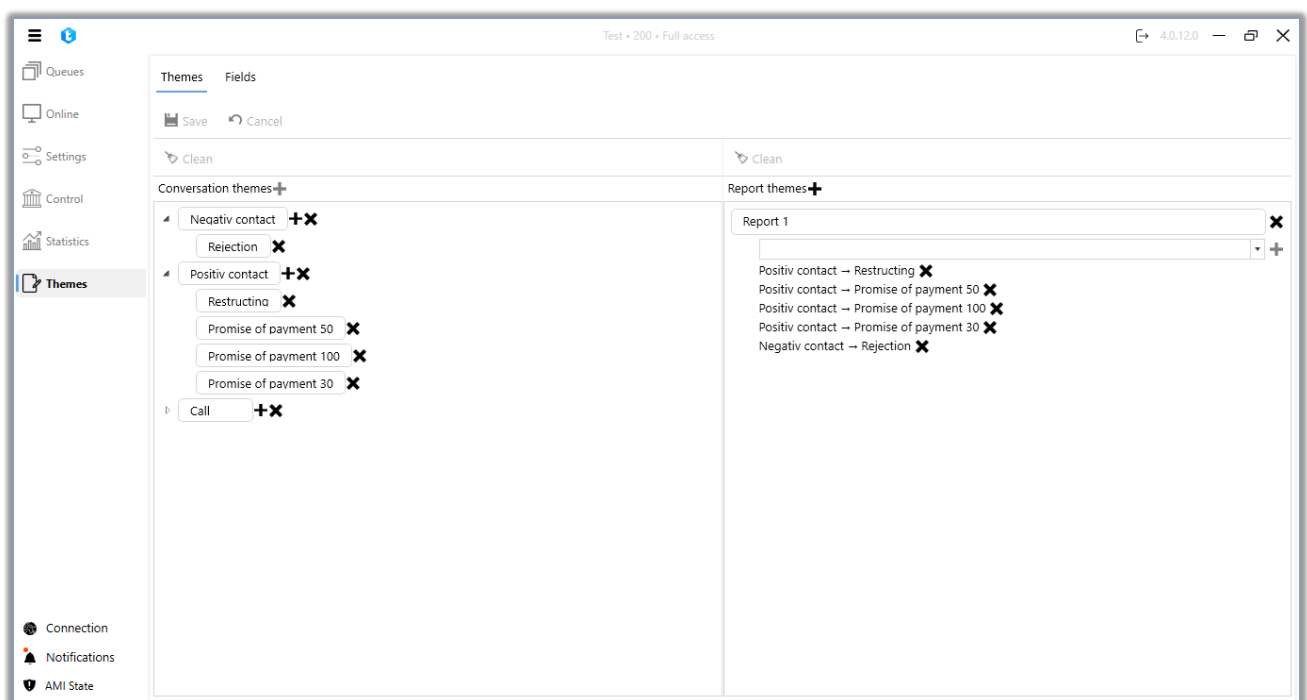 Test • 200 • Full access
4.0.12.0
Queues
Online
Settings
Control
Statistics
Themes
Connection
Notifications
AMI State
Themes Fields
Save Cancel
Clean
Conversation themes
Negativ contact
Rejection
Positiv contact
Restructing
Promise of payment 50
Promise of payment 100
Promise of payment 30
Call
Clean
Report themes
Report 1
Positiv contact → Restructing
Positiv contact → Promise of payment 50
Positiv contact → Promise of payment 100
Positiv contact → Promise of payment 30
Negativ contact → Rejection